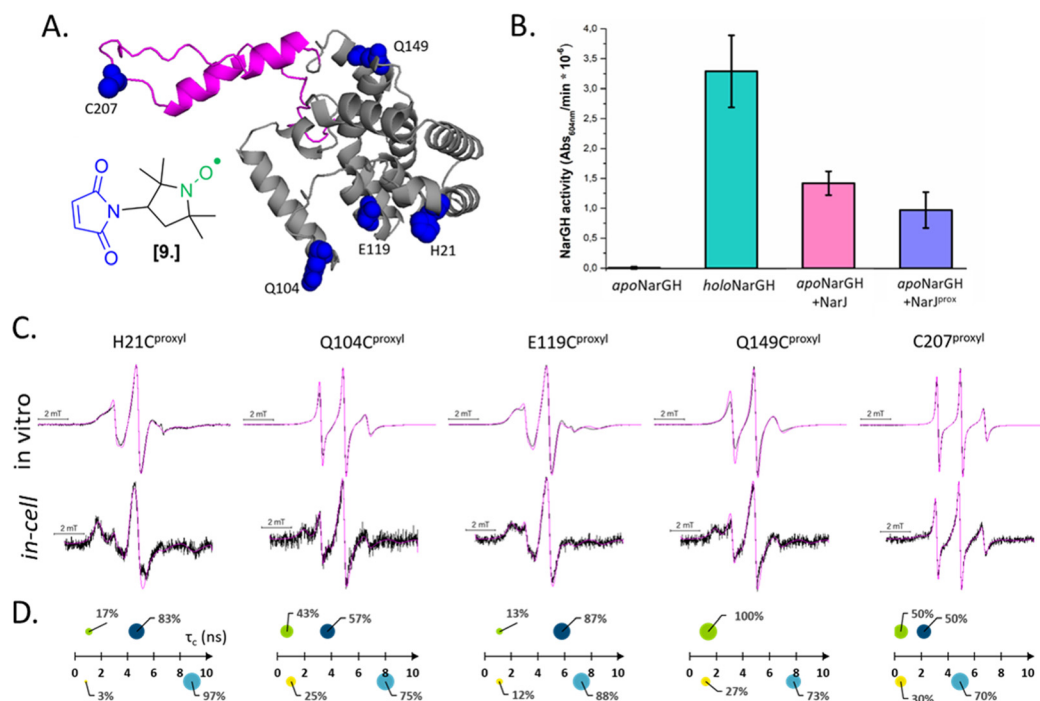 A.
Q149
C207
N
N
O
•
O
O
[9.]
E119
H21
Q104
B.
NarGH activity (Abs604nm/min * 10-6)
4,0
3,5
3,0
2,5
2,0
1,5
1,0
0,5
0,0
apoNarGH
holoNarGH
apoNarGH
+NarJ
apoNarGH
+NarJprox
C.
H21Cproxyl
Q104Cproxyl
E119Cproxyl
Q149Cproxyl
C207proxyl
in vitro
2 mT
2 mT
2 mT
2 mT
2 mT
in-cell
2 mT
2 mT
2 mT
2 mT
2 mT
D.
17% 83%
43% 57%
13% 87%
100%
50% 50%
τc (ns)
0 2 4 6 8 10
0 2 4 6 8 10
0 2 4 6 8 10
0 2 4 6 8 10
0 2 4 6 8 10
3% 97%
25% 75%
12% 88%
27% 73%
30% 70%